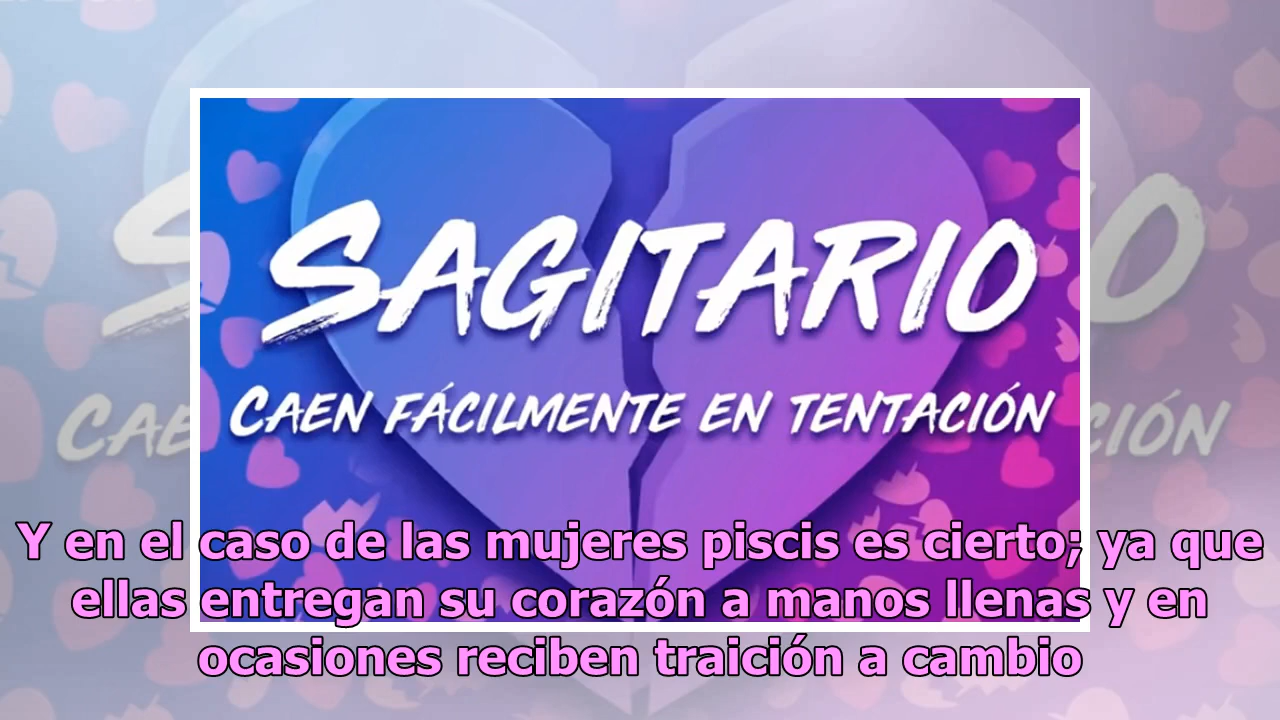 SAGITARIO
CAEN FÁCILMENTE EN TENTACIÓN
Y en el caso de las mujeres piscis es cierto; ya que
ellas entregan su corazón a manos llenas y en
ocasiones reciben traición a cambio